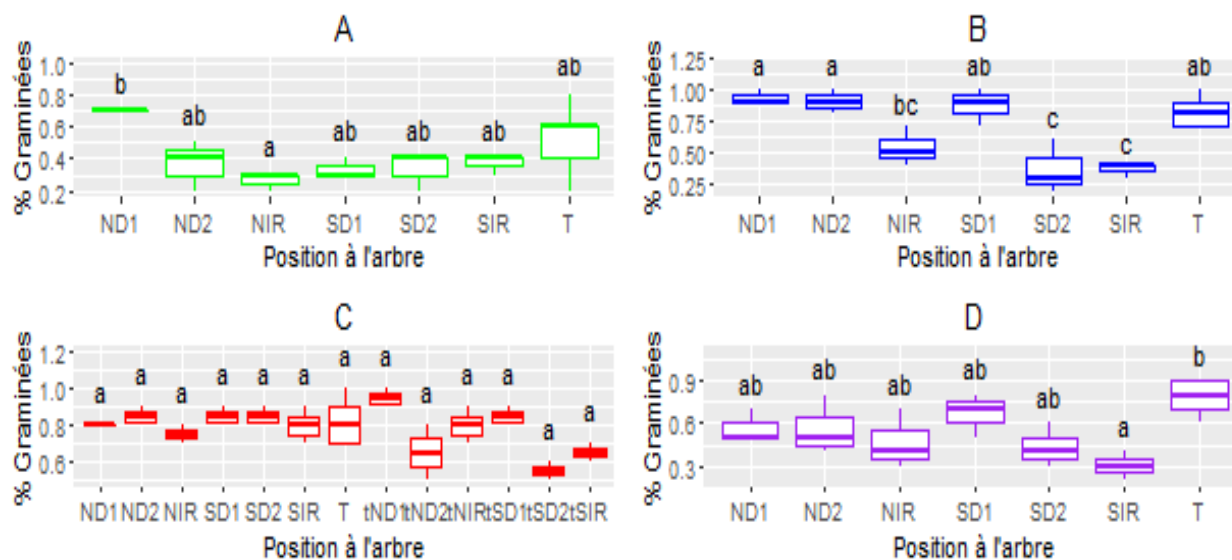 A
% Graminées
1.0
0.8
0.6
0.4
0.2
b ab a ab ab ab ab
ND1 ND2 NIR SD1 SD2 SIR T
Position à l'arbre
B
% Graminées
1.25
1.00
0.75
0.50
0.25
a a bc ab c c ab
ND1 ND2 NIR SD1 SD2 SIR T
Position à l'arbre
C
% Graminées
1.2
1.0
0.8
0.6
a a a a a a a a a a a a a
ND1 ND2 NIR SD1 SD2 SIR T tND1 tND2 tNIR tSD1 tSD2 tSIR
Position à l'arbre
D
% Graminées
0.9
0.6
0.3
ab ab ab ab ab a b
ND1 ND2 NIR SD1 SD2 SIR T
Position à l'arbre